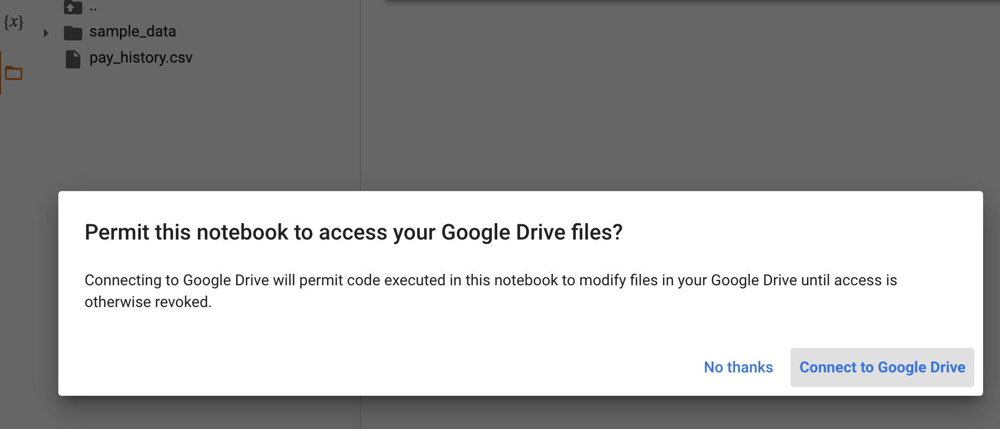 ..
{x}
sample_data
pay_history.csv
Permit this notebook to access your Google Drive files?
Connecting to Google Drive will permit code executed in this notebook to modify files in your Google Drive until access is
otherwise revoked.
No thanks
Connect to Google Drive